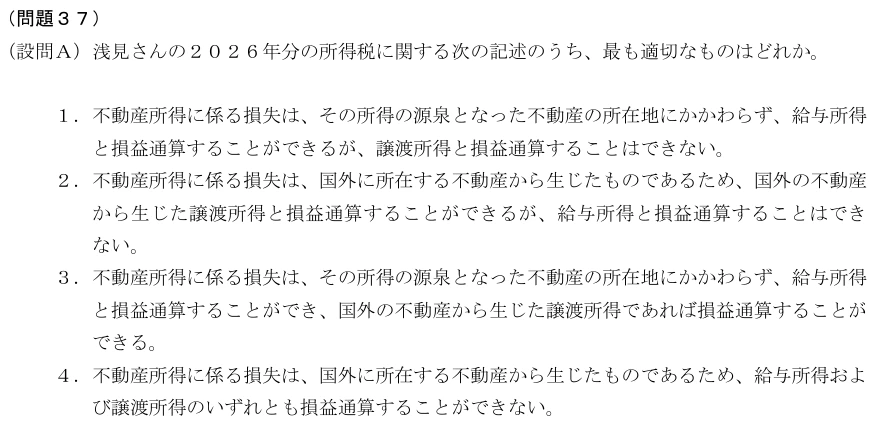 （問題３７）
（設問Ａ）浅見さんの２０２６年分の所得税に関する次の記述のうち、最も適切なものはどれか。
１．不動産所得に係る損失は、その所得の源泉となった不動産の所在地にかかわらず、給与所得
と損益通算することができるが、譲渡所得と損益通算することはできない。
２．不動産所得に係る損失は、国外に所在する不動産から生じたものであるため、国外の不動産
から生じた譲渡所得と損益通算することができるが、給与所得と損益通算することはでき
ない。
３．不動産所得に係る損失は、その所得の源泉となった不動産の所在地にかかわらず、給与所得
と損益通算することができ、国外の不動産から生じた譲渡所得であれば損益通算することが
できる。
４．不動産所得に係る損失は、国外に所在する不動産から生じたものであるため、給与所得およ
び譲渡所得のいずれとも損益通算することができない。